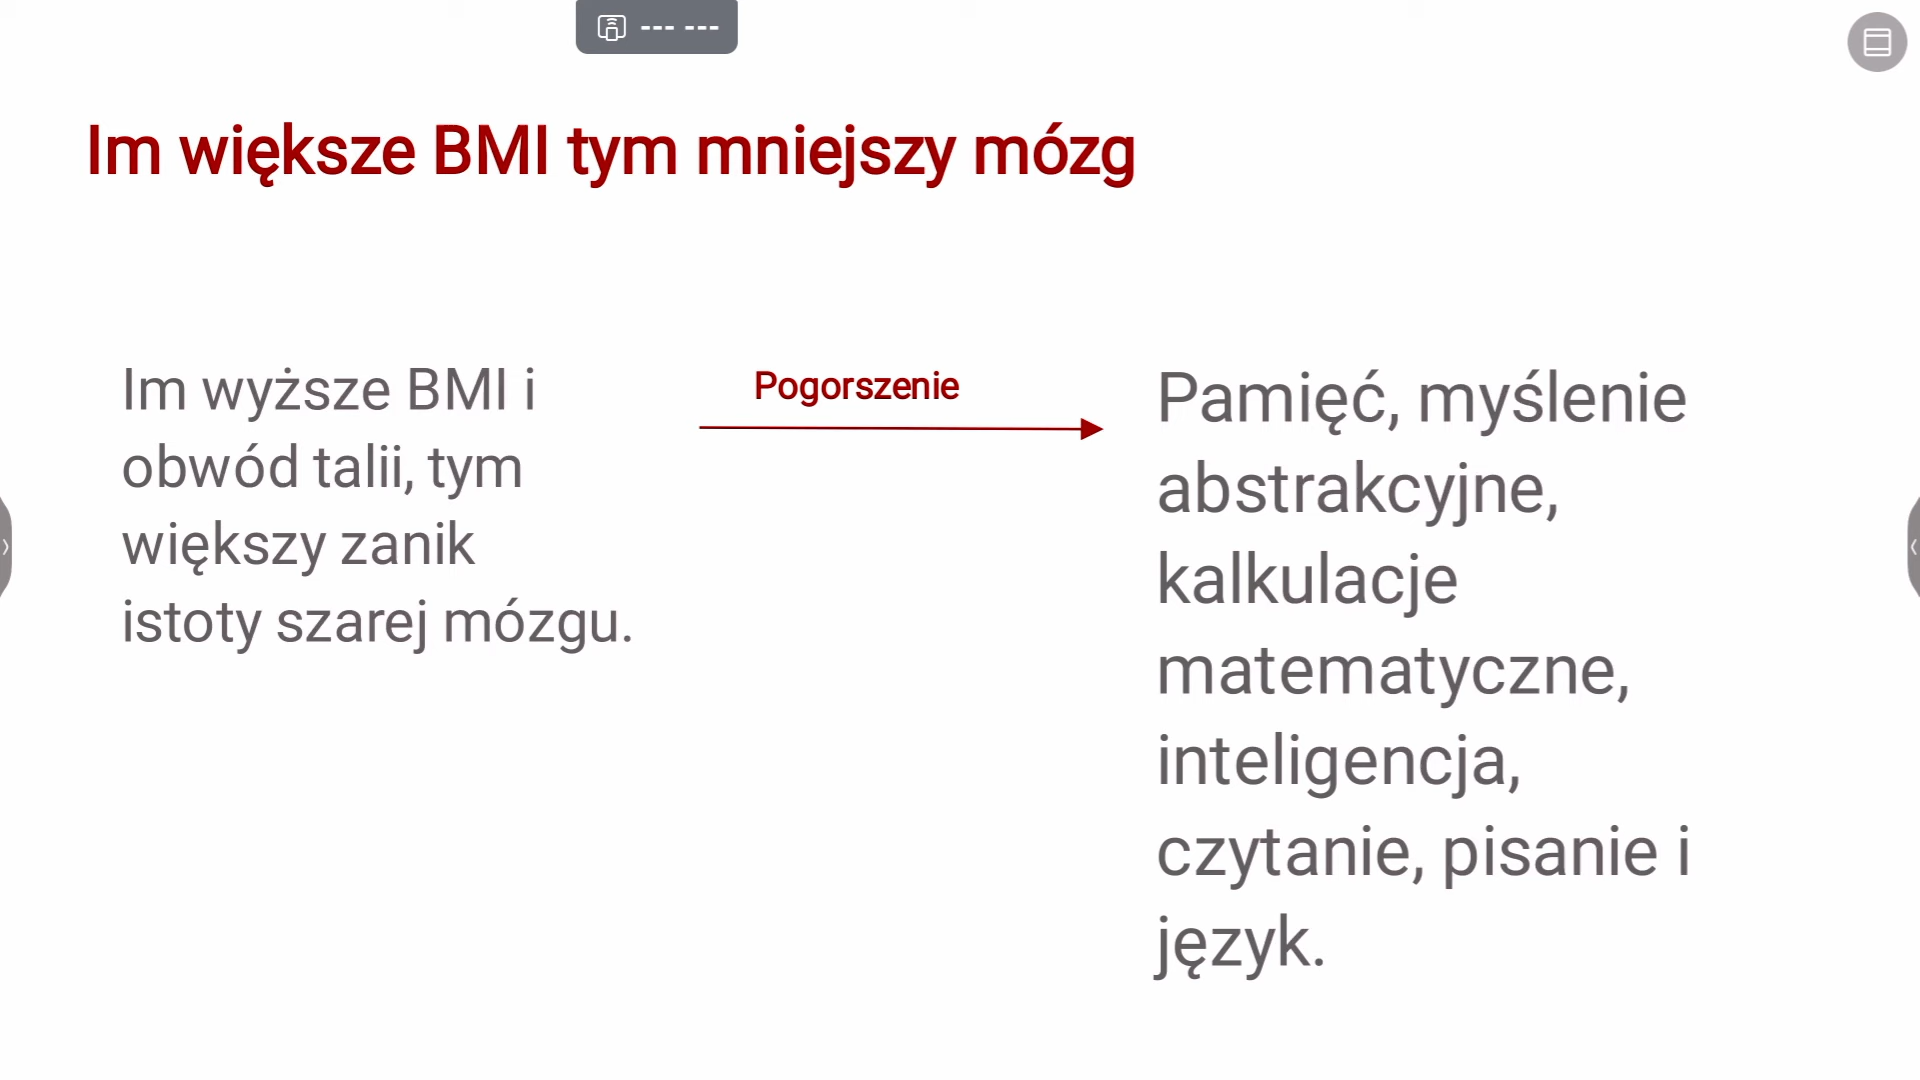 --- ---
Im większe BMI tym mniejszy mózg
Im wyższe BMI i
obwód talii, tym
większy zanik
istoty szarej mózgu.
Pogorszenie
Pamięć, myślenie
abstrakcyjne,
kalkulacje
matematyczne,
inteligencja,
czytanie, pisanie i
język.